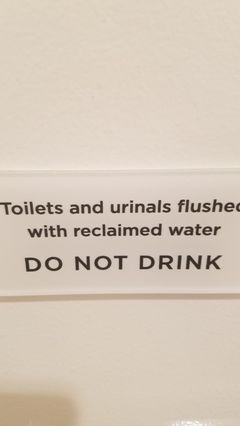 Toilets and urinals flushed
with reclaimed water
DO NOT DRINK